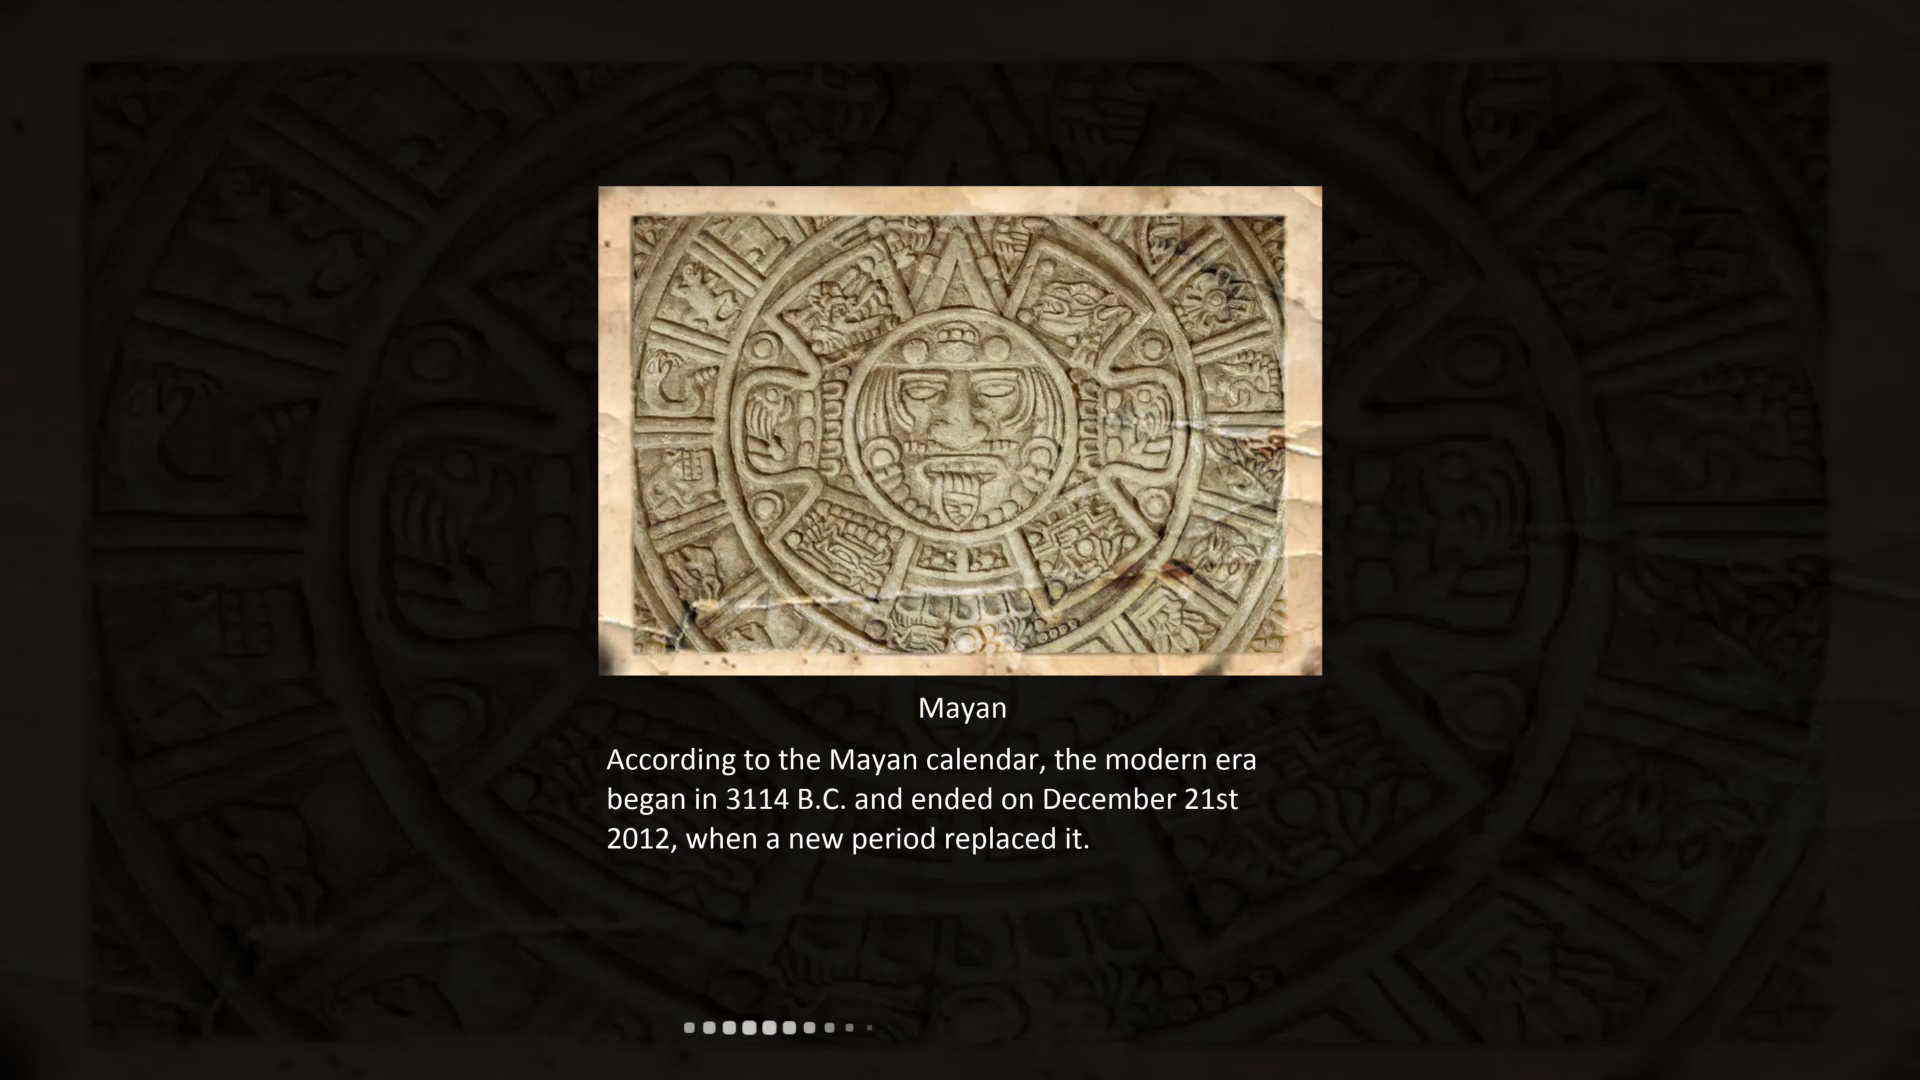 Mayan
According to the Mayan calendar, the modern era
began in 3114 B.C. and ended on December 21st
2012, when a new period replaced it.